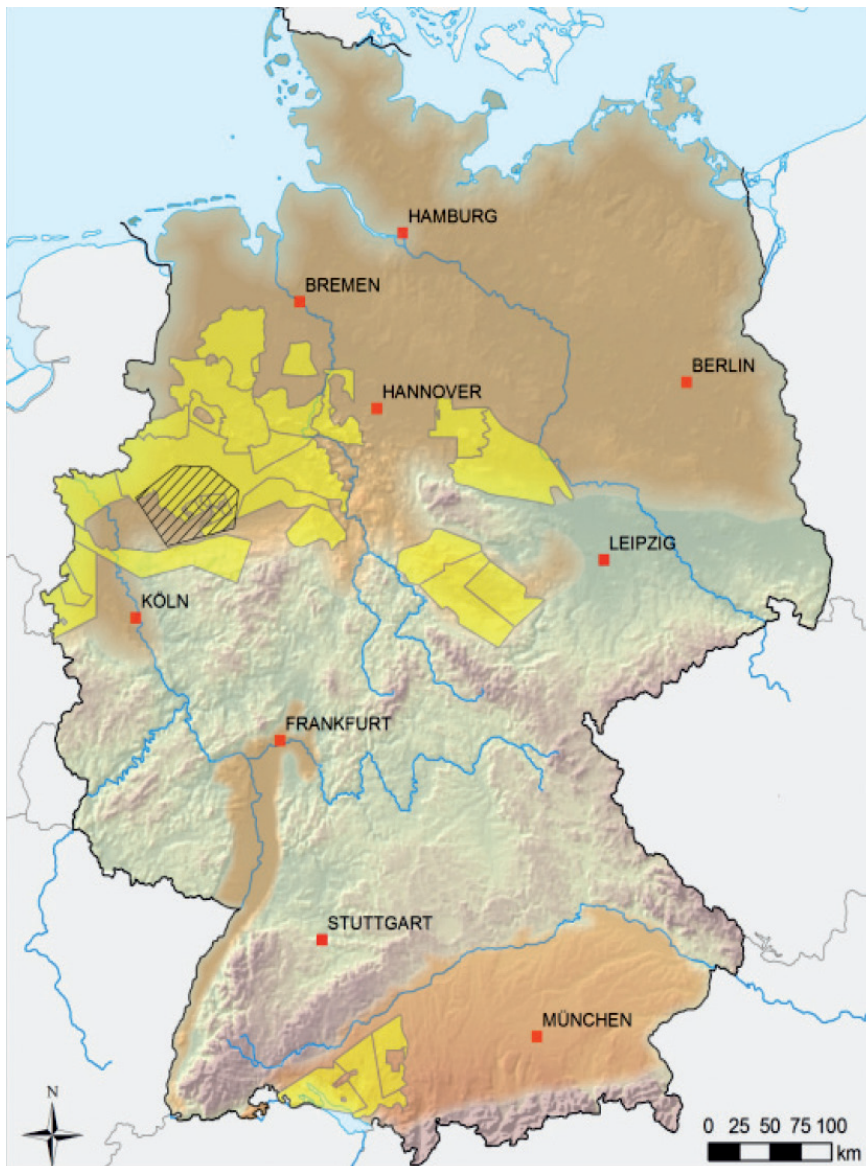 HAMBURG
BREMEN
BERLIN
HANNOVER
LEIPZIG
KÖLN
FRANKFURT
STUTTGART
MÜNCHEN
N
0 25 50 75 100
km